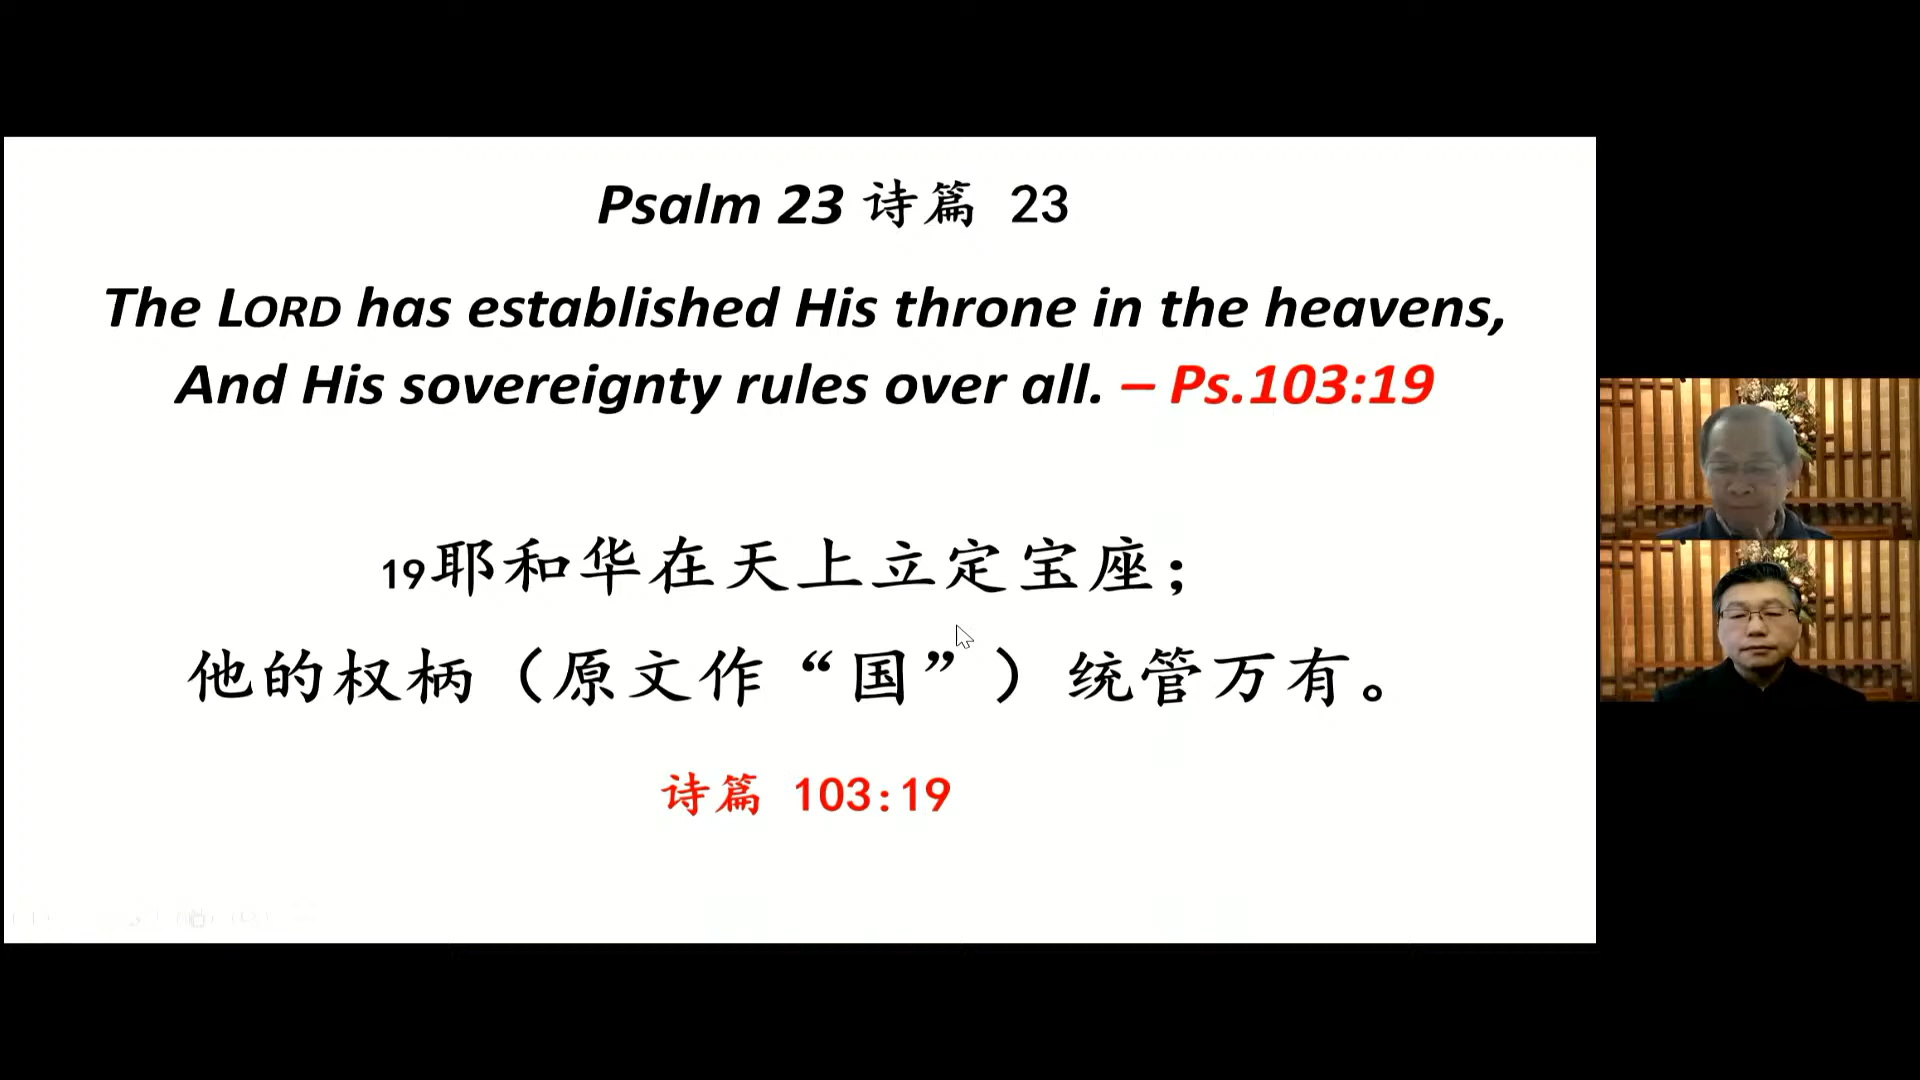 Psalm 23 诗篇 23
The LORD has established His throne in the heavens,
And His sovereignty rules over all. – Ps.103:19
19耶和华在天上立定宝座；
他的权柄（原文作“国”）统管万有。
诗篇 103:19